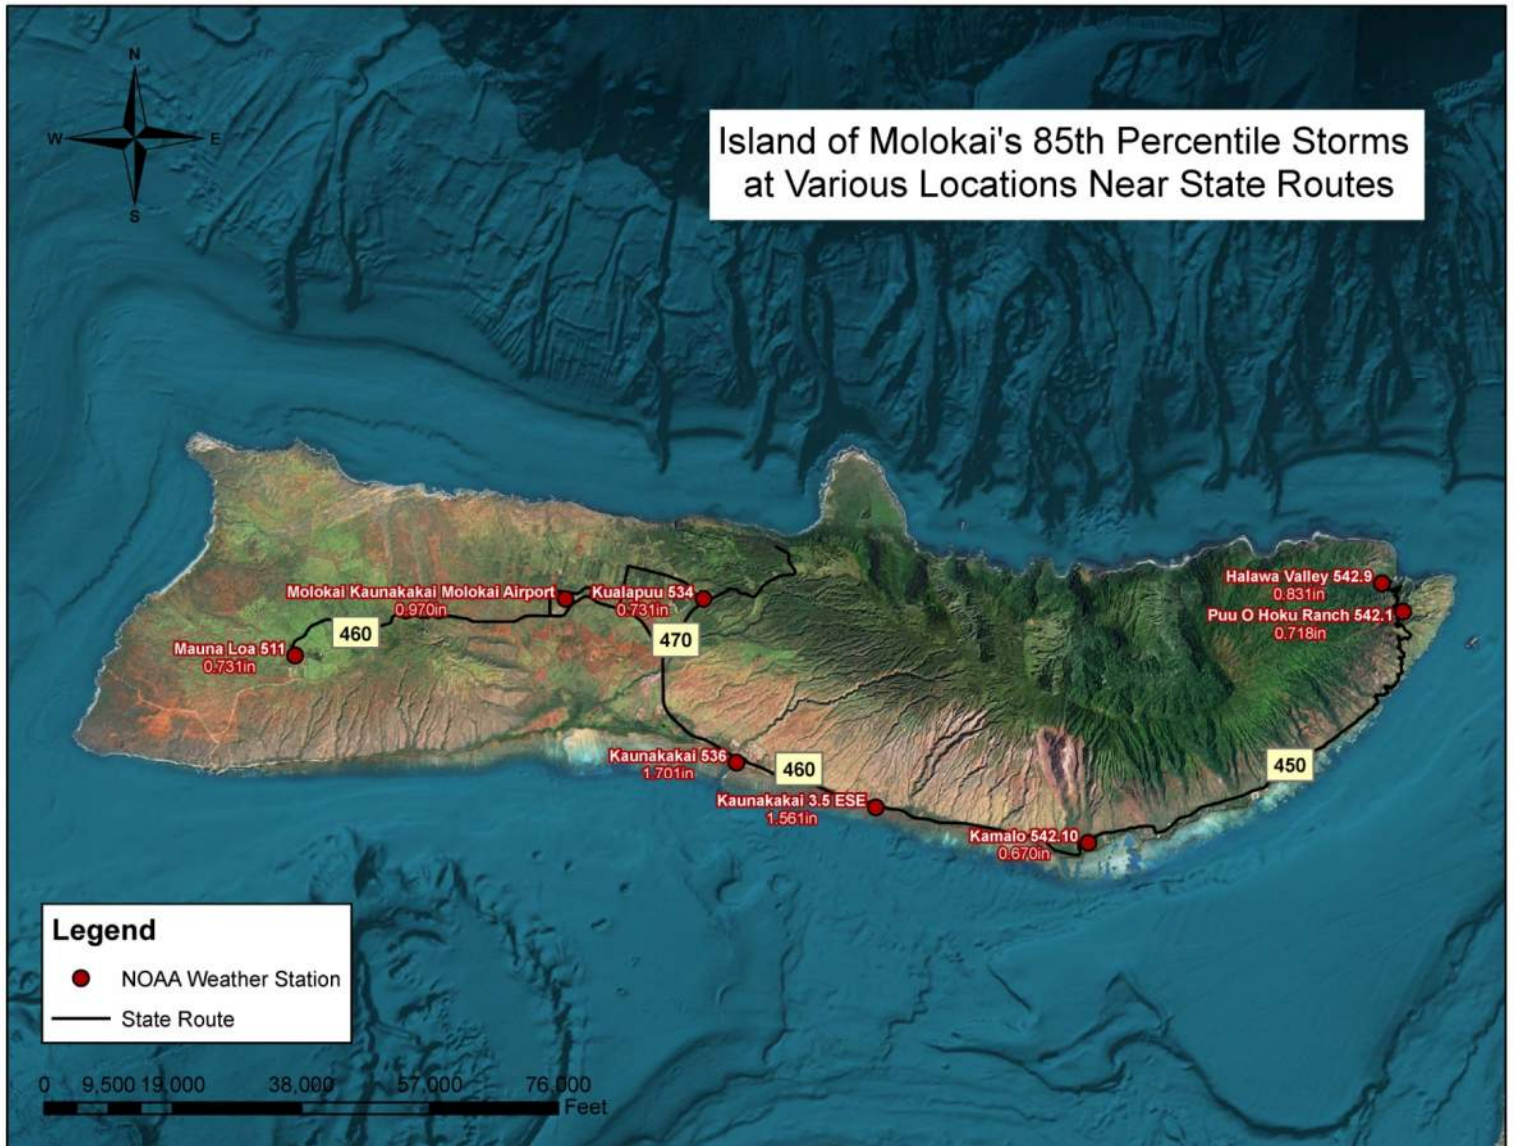 N
W E
S
Island of Molokai's 85th Percentile Storms
at Various Locations Near State Routes
Halawa Valley 542.9
0.831in
Puu O Hoku Ranch 542.1
0.718in
Molokai Kaunakakai Molokai Airport
0.970in
Kualapuu 534
0.731in
460
470
Mauna Loa 511
0.731in
Kaunakakai 536
1.701in
460
450
Kaunakakai 3.5 ESE
1.561in
Kamalo 542.10
0.670in
Legend
NOAA Weather Station
State Route
0 9,500 19,000 38,000 57,000 76,000
Feet